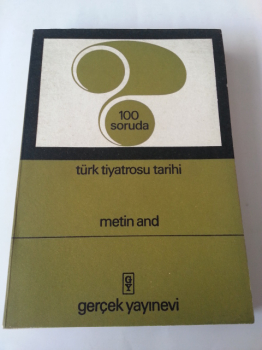 100
soruda
türk tiyatrosu tarihi
metin and
GY
gerçek yayınevi